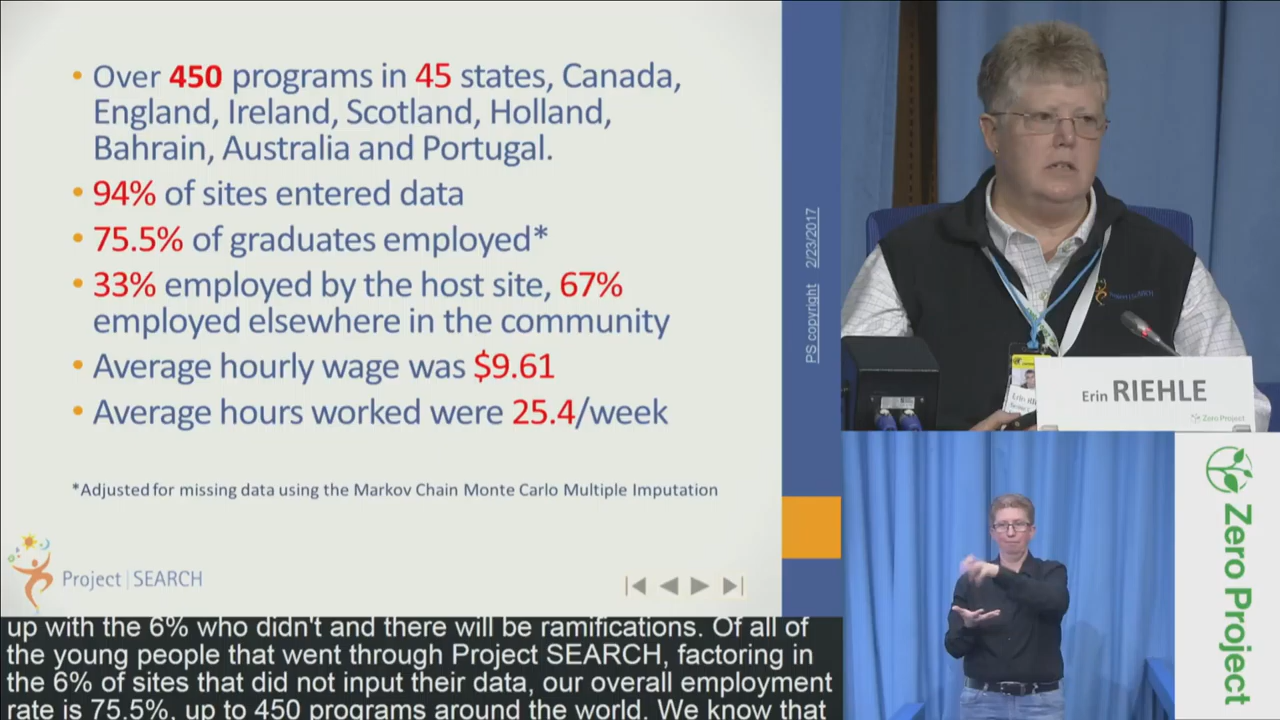 • Over 450 programs in 45 states, Canada,
England, Ireland, Scotland, Holland,
Bahrain, Australia and Portugal.
• 94% of sites entered data
• 75.5% of graduates employed*
• 33% employed by the host site, 67%
employed elsewhere in the community
• Average hourly wage was $9.61
• Average hours worked were 25.4/week
*Adjusted for missing data using the Markov Chain Monte Carlo Multiple Imputation
Project | SEARCH
PS copyright 2/23/2017
Erin RIEHLE
Zero Project
Zero Project
up with the 6% who didn't and there will be ramifications. Of all of
the young people that went through Project SEARCH, factoring in
the 6% of sites that did not input their data, our overall employment
rate is 75.5%, up to 450 programs around the world. We know that